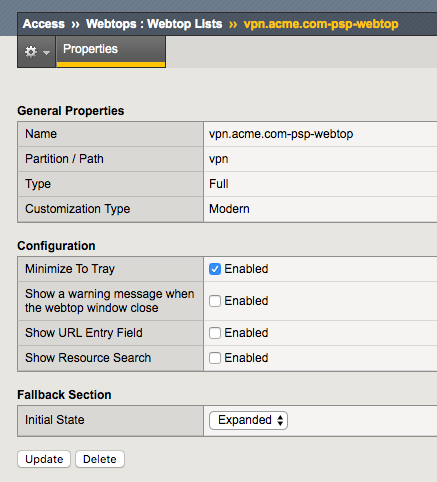 Access » Webtops : Webtop Lists » vpn.acme.com-psp-webtop
Properties
General Properties
Name vpn.acme.com-psp-webtop
Partition / Path vpn
Type Full
Customization Type Modern
Configuration
Minimize To Tray Enabled
Show a warning message when
the webtop window close Enabled
Show URL Entry Field Enabled
Show Resource Search Enabled
Fallback Section
Initial State Expanded
Update Delete